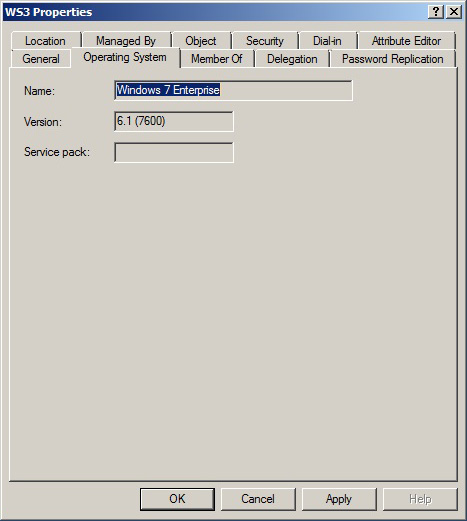 WS3 Properties
Location Managed By Object Security Dial-in Attribute Editor
General Operating System Member Of Delegation Password Replication
Name: Windows 7 Enterprise
Version: 6.1 (7600)
Service pack:
OK Cancel Apply Help